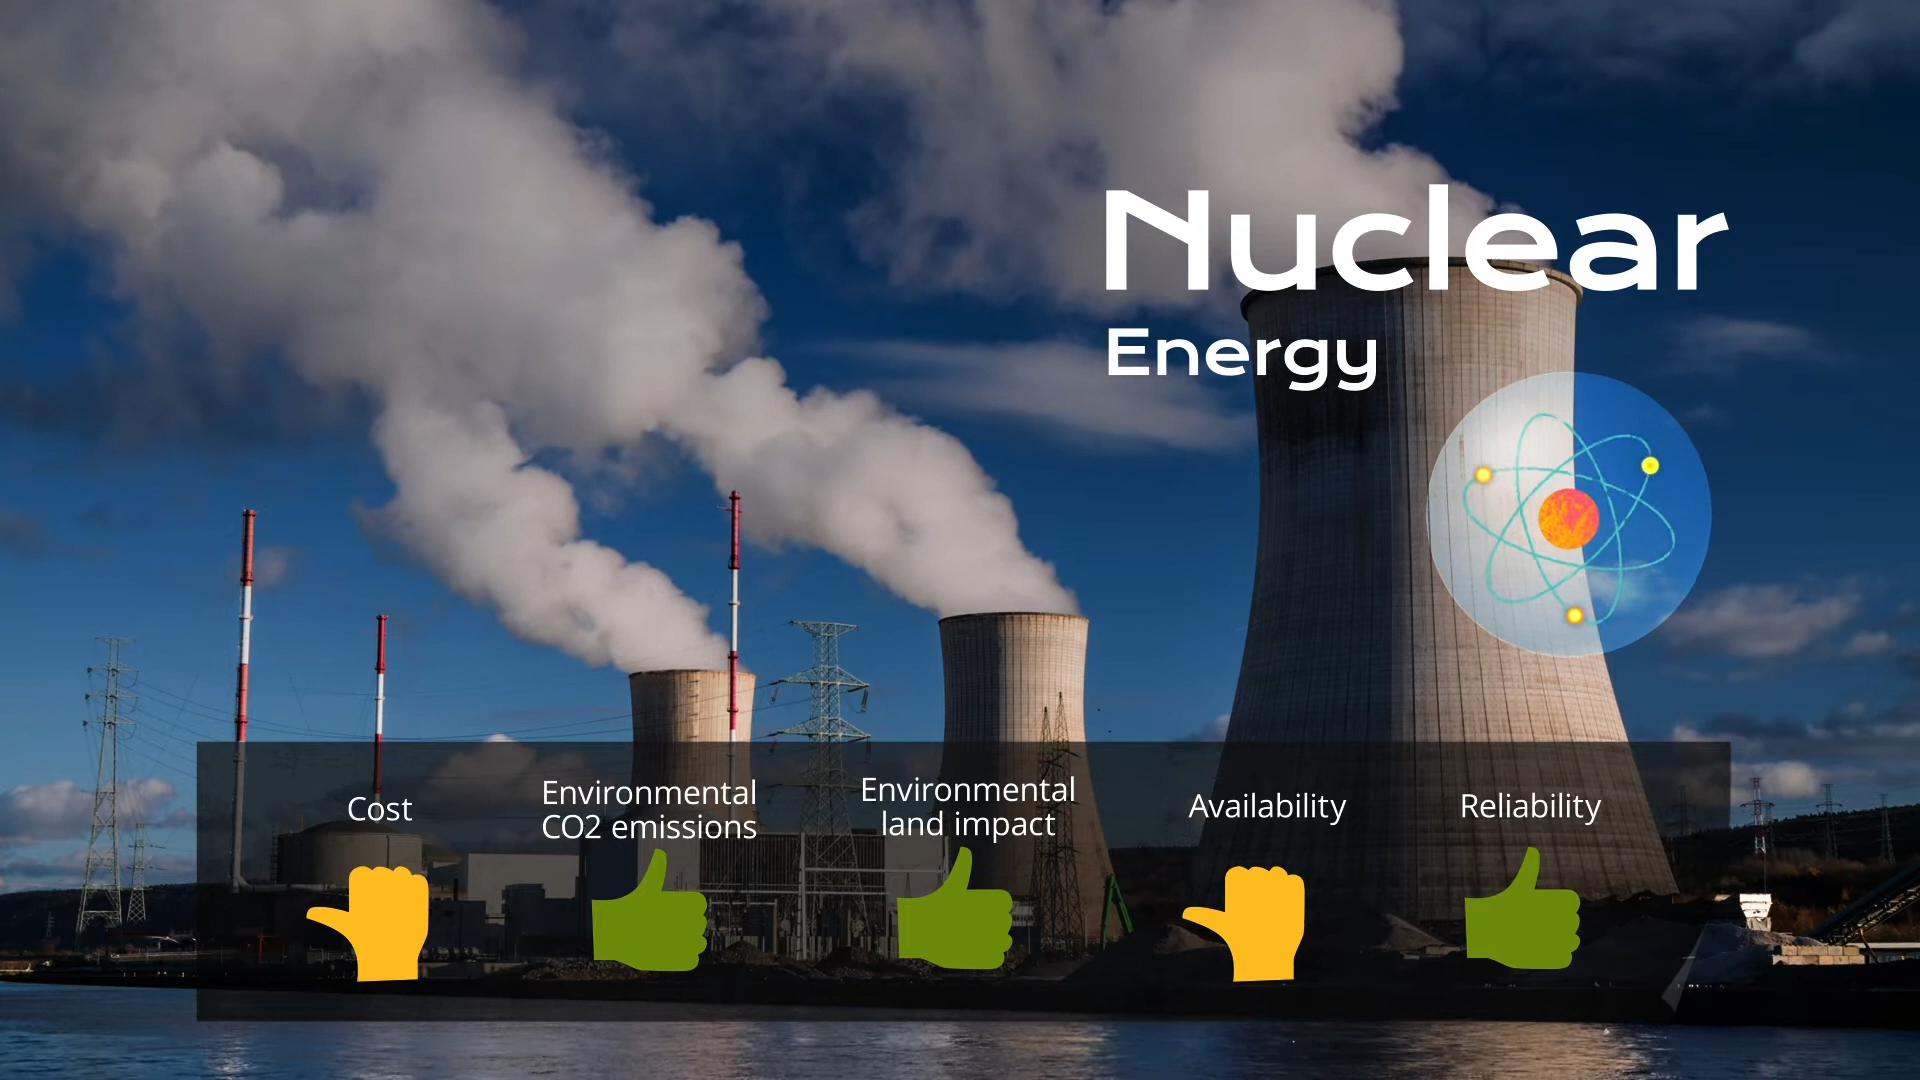 Nuclear
Energy
Cost
Environmental
CO2 emissions
Environmental
land impact
Availability
Reliability